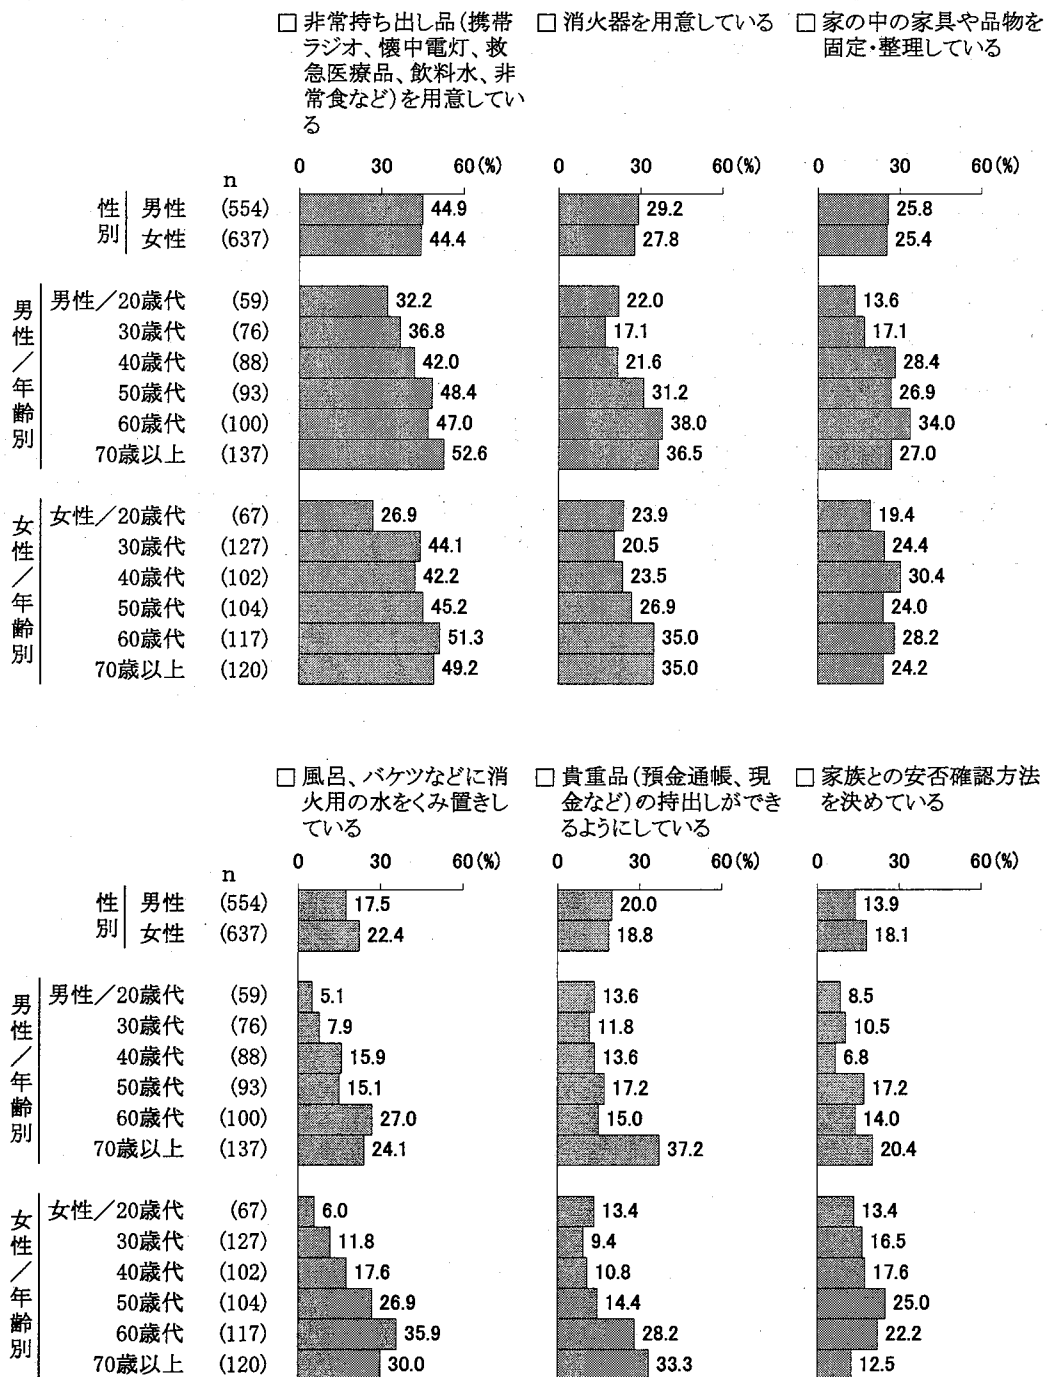 □ 非常持ち出し品(携帯ラジオ、懐中電灯、救急医療品、飲料水、非常食など)を用意している
□ 消火器を用意している
□ 家の中の家具や品物を固定・整理している
n 0 30 60(%) 0 30 60(%) 0 30 60(%)
性別
男性 (554) 44.9 29.2 25.8
女性 (637) 44.4 27.8 25.4
男性/年齢別
男性/20歳代 (59) 32.2 22.0 13.6
30歳代 (76) 36.8 17.1 17.1
40歳代 (88) 42.0 21.6 28.4
50歳代 (93) 48.4 31.2 26.9
60歳代 (100) 47.0 38.0 34.0
70歳以上 (137) 52.6 36.5 27.0
女性/年齢別
女性/20歳代 (67) 26.9 23.9 19.4
30歳代 (127) 44.1 20.5 24.4
40歳代 (102) 42.2 23.5 30.4
50歳代 (104) 45.2 26.9 24.0
60歳代 (117) 51.3 35.0 28.2
70歳以上 (120) 49.2 35.0 24.2
□ 風呂、バケツなどに消火用の水をくみ置きしている
□ 貴重品(預金通帳、現金など)の持出しができるようにしている
□ 家族との安否確認方法を決めている
n 0 30 60(%) 0 30 60(%) 0 30 60(%)
性別
男性 (554) 17.5 20.0 13.9
女性 (637) 22.4 18.8 18.1
男性/年齢別
男性/20歳代 (59) 5.1 13.6 8.5
30歳代 (76) 7.9 11.8 10.5
40歳代 (88) 15.9 13.6 6.8
50歳代 (93) 15.1 17.2 17.2
60歳代 (100) 27.0 15.0 14.0
70歳以上 (137) 24.1 37.2 20.4
女性/年齢別
女性/20歳代 (67) 6.0 13.4 13.4
30歳代 (127) 11.8 9.4 16.5
40歳代 (102) 17.6 10.8 17.6
50歳代 (104) 26.9 14.4 25.0
60歳代 (117) 35.9 28.2 22.2
70歳以上 (120) 30.0 33.3 12.5